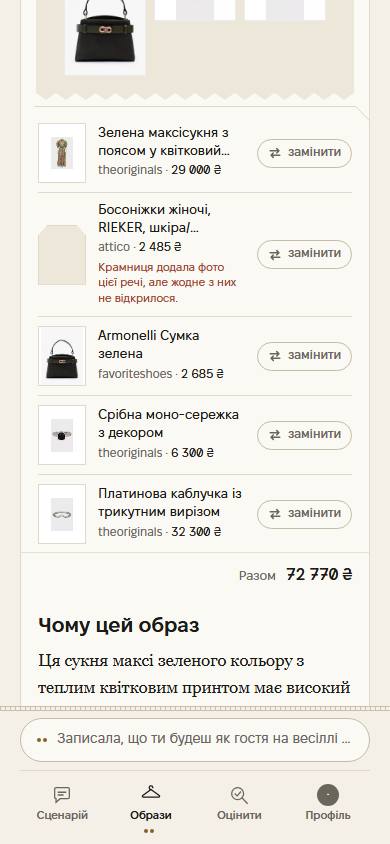 Зелена максісукня з
поясом у квітковий...
theoriginals · 29 000 ₴
замінити
Босоніжки жіночі,
RIEKER, шкіра/...
attico · 2 485 ₴
Крамниця додала фото
цієї речі, але жодне з них
не відкрилося.
замінити
Armonelli Сумка
зелена
favoriteshoes · 2 685 ₴
замінити
Срібна моно-сережка
з декором
theoriginals · 6 300 ₴
замінити
Платинова каблучка із
трикутним вирізом
theoriginals · 32 300 ₴
замінити
Разом 72 770 ₴
Чому цей образ
Ця сукня максі зеленого кольору з
теплим квітковим принтом має високий
Записала, що ти будеш як гостя на весіллі ...
Сценарій Образи Оцінити Профіль